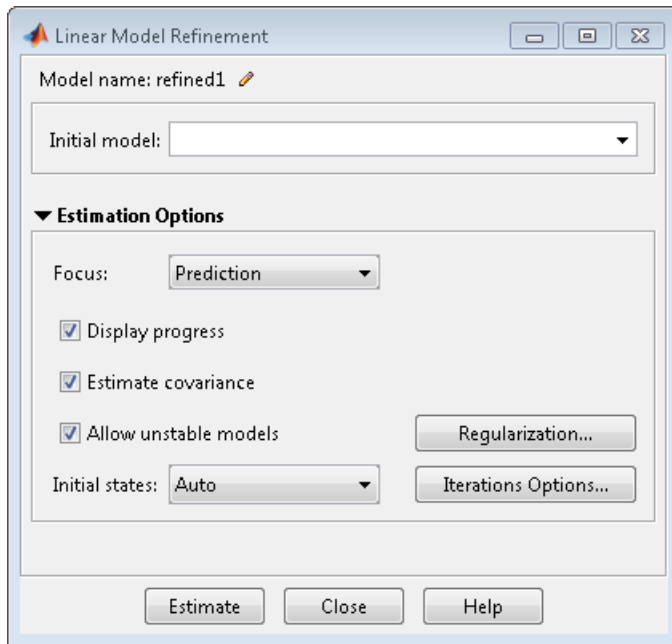 Linear Model Refinement
Model name: refined1
Initial model:
Estimation Options
Focus: Prediction
Display progress
Estimate covariance
Allow unstable models Regularization...
Initial states: Auto Iterations Options...
Estimate Close Help